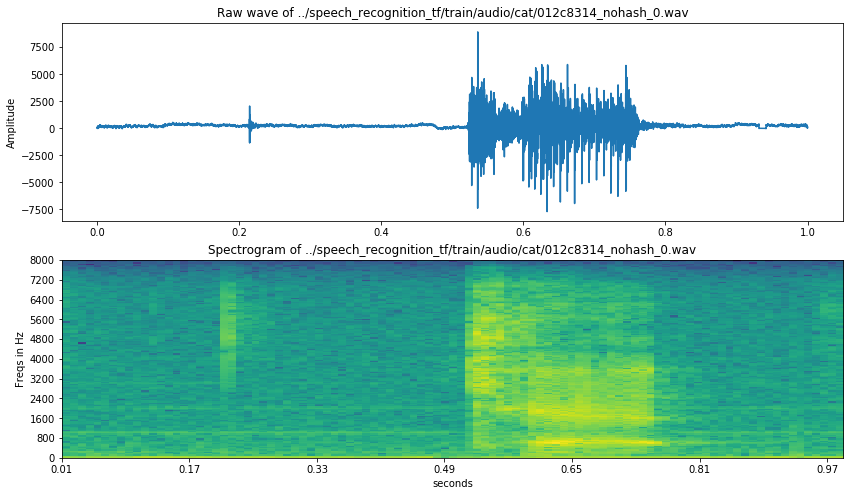 Raw wave of ../speech_recognition_tf/train/audio/cat/012c8314_nohash_0.wav
7500
5000
2500
0
−2500
−5000
−7500
Amplitude
0.0 0.2 0.4 0.6 0.8 1.0
Spectrogram of ../speech_recognition_tf/train/audio/cat/012c8314_nohash_0.wav
8000
7200
6400
5600
4800
4000
3200
2400
1600
800
0
Freqs in Hz
0.01 0.17 0.33 0.49 0.65 0.81 0.97
seconds